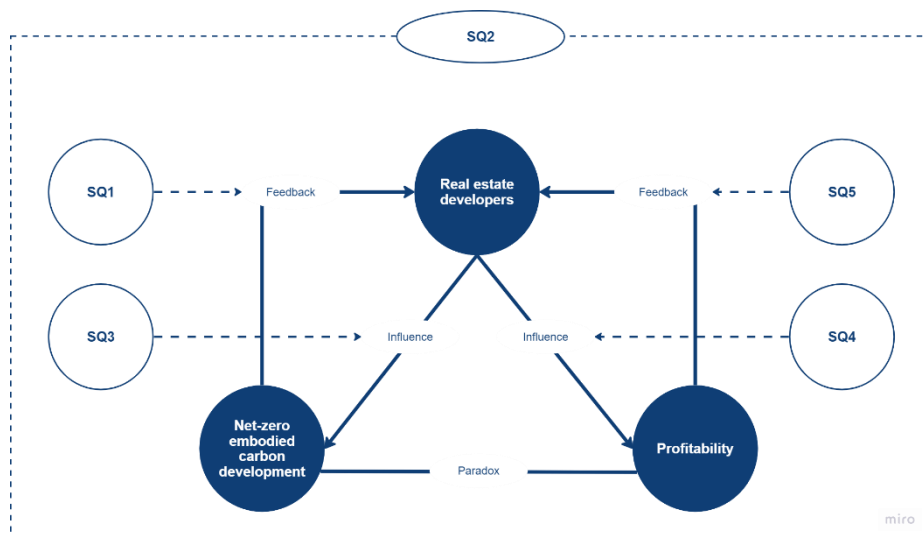 SQ2
SQ1
Feedback
Real estate
developers
Feedback
SQ5
SQ3
Influence
Influence
SQ4
Net-zero
embodied
carbon
development
Paradox
Profitability
miro